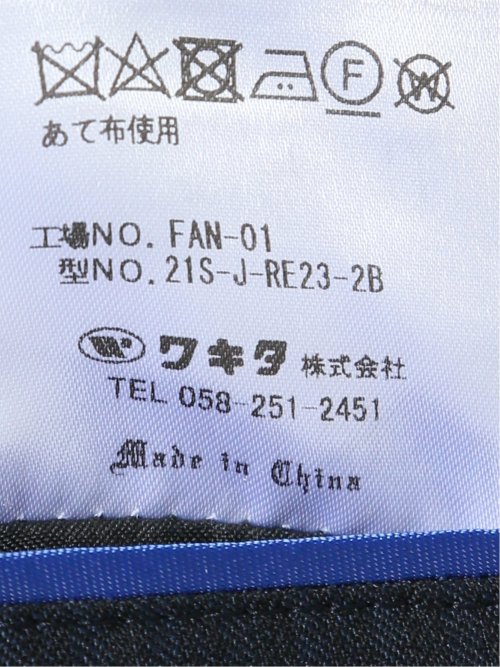 F W
あて布使用
工場NO. FAN-01
型NO. 21S-J-RE23-2B
W ワキタ 株式会社
TEL 058-251-2451
Made in China